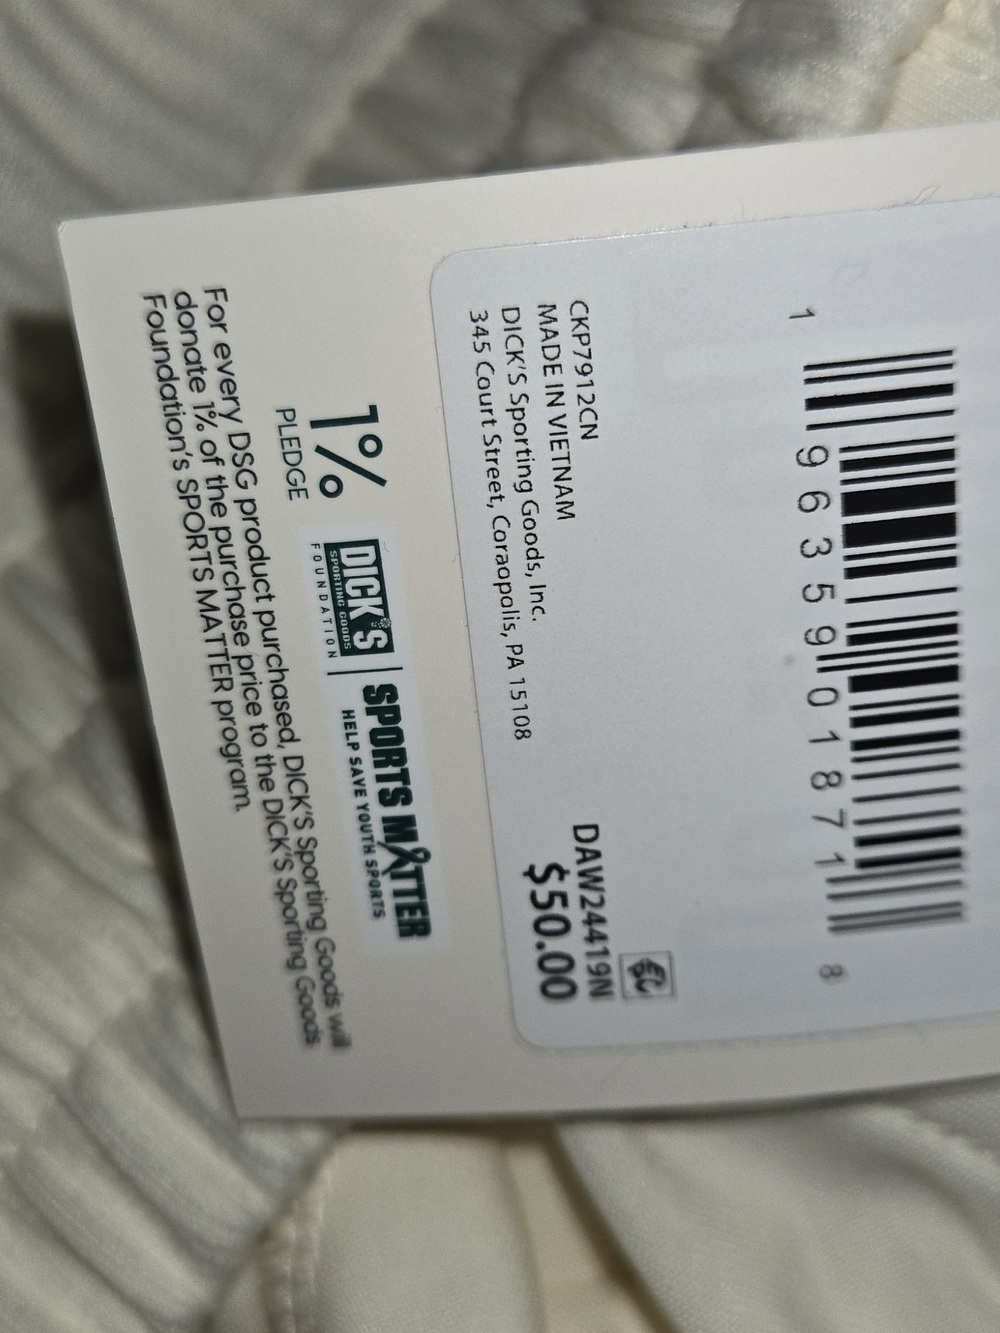 1 96359 01871 8
CKP7912CN
MADE IN VIETNAM
DICK'S Sporting Goods, Inc.
345 Court Street, Coraopolis, PA 15108
DAW24419N
$50.00
1%
PLEDGE
DICK'S
SPORTING GOODS
FOUNDATION
SPORTS MATTER
HELP SAVE YOUTH SPORTS
For every DSG product purchased, DICK'S Sporting Goods will
donate 1% of the purchase price to the DICK'S Sporting Goods
Foundation's SPORTS MATTER program.